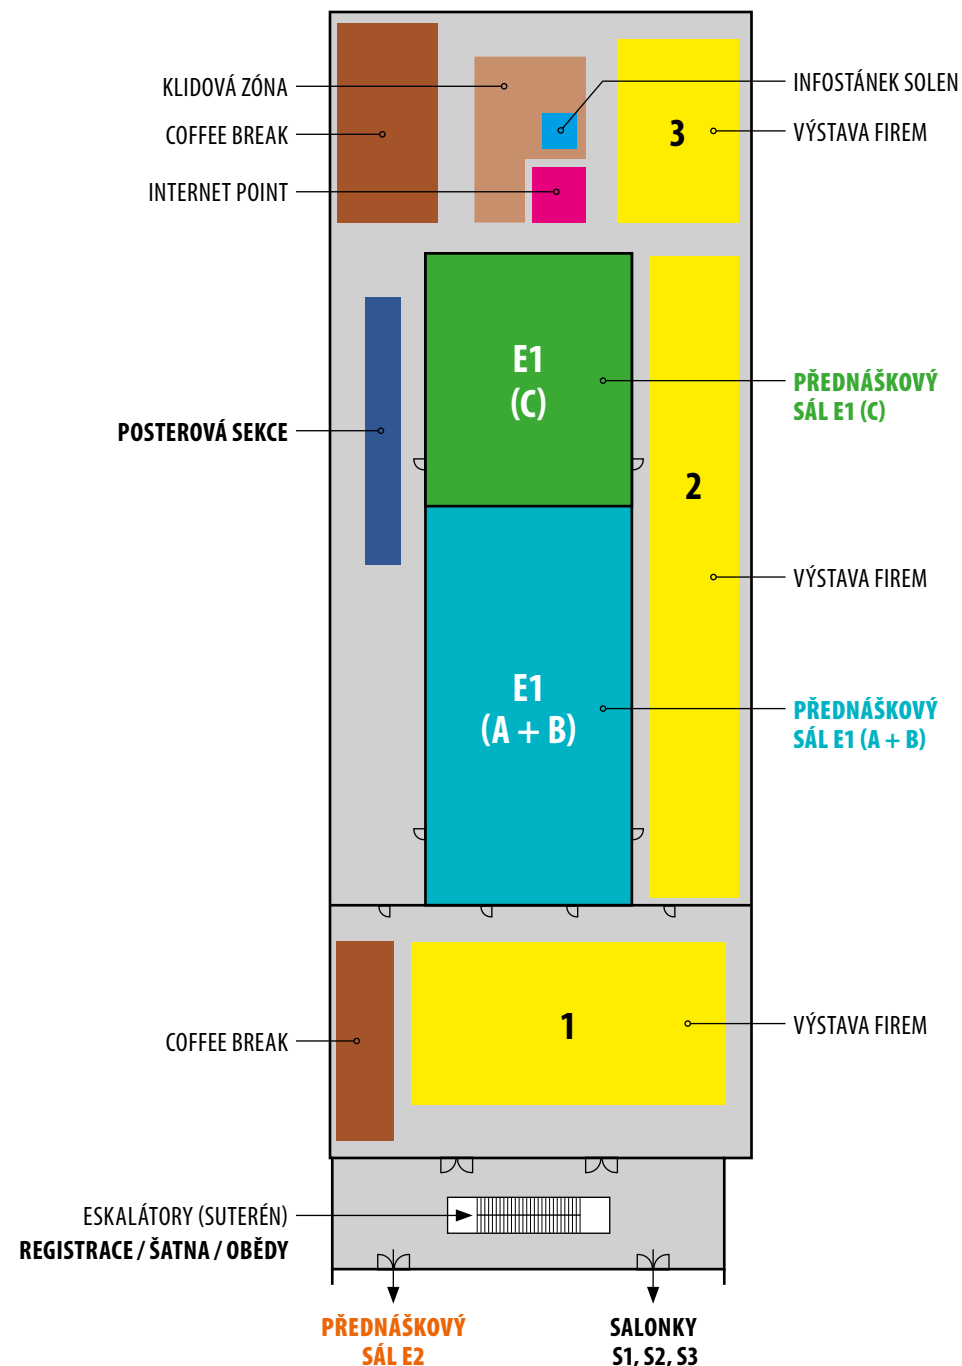 KLIDOVÁ ZÓNA
COFFEE BREAK
INTERNET POINT
INFOSTÁNEK SOLEN
3
VÝSTAVA FIREM
E1
(C)
PŘEDNÁŠKOVÝ
SÁL E1 (C)
POSTEROVÁ SEKCE
2
VÝSTAVA FIREM
E1
(A + B)
PŘEDNÁŠKOVÝ
SÁL E1 (A + B)
COFFEE BREAK
1
VÝSTAVA FIREM
ESKALÁTORY (SUTERÉN)
REGISTRACE / ŠATNA / OBĚDY
PŘEDNÁŠKOVÝ
SÁL E2
SALONKY
S1, S2, S3